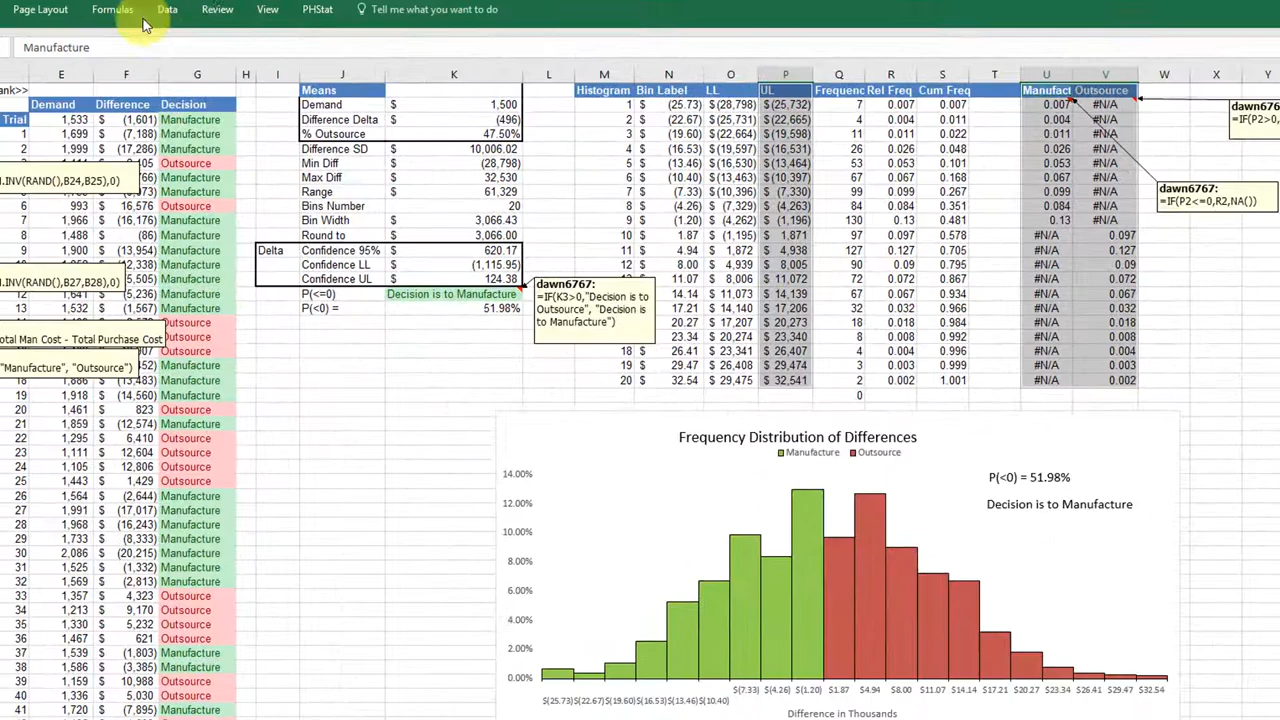 Page Layout Formulas Data Review View PHStat Tell me what you want to do
Manufacture
E F G H I J K L M N O P Q R S T U V W X Y
ank>> Means Histogram Bin Label LL UL Frequenc Rel Freq Cum Freq Manufact Outsource
Demand Difference Decision Demand $ 1,500 1 $ (25.73) $ (28,798) $ (25,732) 7 0.007 0.007 0.007 #N/A dawn6767:
Trial 1,533 $ (1,601) Manufacture Difference Delta $ (496) 2 $ (22.67) $ (25,731) $ (22,665) 4 0.004 0.011 0.004 #N/A =IF(P2>0,
1 1,999 $ (7,188) Manufacture % Outsource 47.50% 3 $ (19.60) $ (22,664) $ (19,598) 11 0.011 0.022 0.011 #N/A
2 1,999 $ (17,286) Manufacture Difference SD 10,006.02 4 $ (16.53) $ (19,597) $ (16,531) 26 0.026 0.048 0.026 #N/A
Outsource Min Diff (28,798) 5 $ (13.46) $ (16,530) $ (13,464) 53 0.053 0.101 0.053 #N/A
M.INV(RAND(),B24,B25),0) Manufacture Max Diff 32,530 6 $ (10.40) $ (13,463) $ (10,397) 67 0.067 0.168 0.067 #N/A
Manufacture Range 61,329 7 $ (7.33) $ (10,396) $ (7,330) 99 0.099 0.267 0.099 #N/A dawn6767:
6 993 $ 16,576 Outsource Bins Number 20 8 $ (4.26) $ (7,329) $ (4,263) 84 0.084 0.351 0.084 #N/A =IF(P2<=0,R2,NA())
7 1,966 $ (16,176) Manufacture Bin Width $ 3,066.43 9 $ (1.20) $ (4,262) $ (1,196) 130 0.13 0.481 0.13 #N/A
8 1,488 $ (86) Manufacture Round to $ 3,066.00 10 $ 1.87 $ (1,195) $ 1,871 97 0.097 0.578 #N/A 0.097
9 1,900 $ (13,954) Manufacture Delta Confidence 95% $ 620.17 11 $ 4.94 $ 1,872 $ 4,938 127 0.127 0.705 #N/A 0.127
(12,338) Manufacture Confidence LL $ (1,115.95) 12 $ 8.00 $ 4,939 $ 8,005 90 0.09 0.795 #N/A 0.09
M.INV(RAND(),B27,B28),0) (5,505) Manufacture Confidence UL $ 124.38 $ 11.07 $ 8,006 $ 11,072 72 0.072 0.867 #N/A 0.072
12 1,641 $ (5,236) Manufacture P(<=0) Decision is to Manufacture $ 14.14 $ 11,073 $ 14,139 67 0.067 0.934 #N/A 0.067
13 1,532 $ (1,567) Manufacture P(<0) = 51.98% $ 17.21 $ 14,140 $ 17,206 32 0.032 0.966 #N/A 0.032
dawn6767:
=IF(K3>0,"Decision is to
Outsource", "Decision is
to Manufacture")
Outsource $ 20.27 $ 17,207 $ 20,273 18 0.018 0.984 #N/A 0.018
otal Man Cost - Total Purchase Cost Outsource $ 23.34 $ 20,274 $ 23,340 8 0.008 0.992 #N/A 0.008
Outsource 18 $ 26.41 $ 23,341 $ 26,407 4 0.004 0.996 #N/A 0.004
"Manufacture", "Outsource") Manufacture 19 $ 29.47 $ 26,408 $ 29,474 3 0.003 0.999 #N/A 0.003
18 1,886 $ (13,483) Manufacture 20 $ 32.54 $ 29,475 $ 32,541 2 0.002 1.001 #N/A 0.002
19 1,918 $ (14,560) Manufacture 0
20 1,461 $ 823 Outsource
21 1,859 $ (12,574) Manufacture
22 1,295 $ 6,410 Outsource
23 1,111 $ 12,604 Outsource
24 1,105 $ 12,806 Outsource
25 1,443 $ 1,429 Outsource
26 1,564 $ (2,644) Manufacture
27 1,991 $ (17,017) Manufacture
28 1,968 $ (16,243) Manufacture
29 1,733 $ (8,333) Manufacture
30 2,086 $ (20,215) Manufacture
31 1,525 $ (1,332) Manufacture
32 1,569 $ (2,813) Manufacture
33 1,357 $ 4,323 Outsource
34 1,213 $ 9,170 Outsource
35 1,330 $ 5,232 Outsource
36 1,467 $ 621 Outsource
37 1,539 $ (1,803) Manufacture
38 1,586 $ (3,385) Manufacture
39 1,159 $ 10,988 Outsource
40 1,336 $ 5,030 Outsource
41 1,720 $ (7,895) Manufacture
Frequency Distribution of Differences
Manufacture Outsource
P(<0) = 51.98%
Decision is to Manufacture
14.00%
12.00%
10.00%
8.00%
6.00%
4.00%
2.00%
0.00%
$(7.33) $(4.26) $(1.20) $1.87 $4.94 $8.00 $11.07 $14.14 $17.21 $20.27 $23.34 $26.41 $29.47 $32.54
$(25.73)$(22.67)$(19.60)$(16.53)$(13.46)$(10.40)
Difference in Thousands